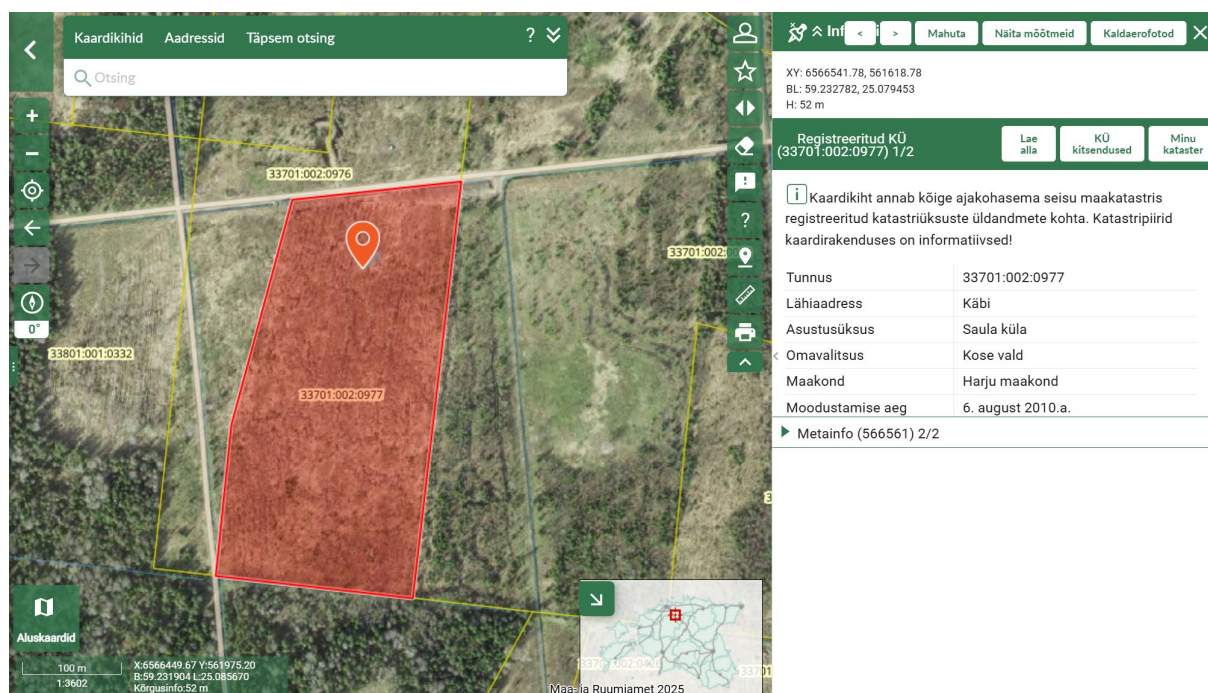 Kaardikihid Aadressid Täpsem otsing ?
Otsing
+
−
0°
?
33701:002:0976
33701:002:0
33801:001:0332
33701:002:0977
Aluskaardid
100 m
1:3602
X:6566449.67 Y:561975.20
B:59.231904 L:25.085670
Kõrgusinfo:52 m
Maa- ja Ruumiamet 2025
Inf < i > Mahuta Näita mõõtmeid Kaldaerofotod
XY: 6566541.78, 561618.78
BL: 59.232782, 25.079453
H: 52 m
Registreeritud KÜ
(33701:002:0977) 1/2
Lae
alla
KÜ
kitsendused
Minu
kataster
i Kaardikiht annab kõige ajakohasema seisu maakatastris
registreeritud katastriüksuste üldandmete kohta. Katastripiirid
kaardirakenduses on informatiivsed!
Tunnus 33701:002:0977
Lähiaadress Käbi
Asustusüksus Saula küla
Omavalitsus Kose vald
Maakond Harju maakond
Moodustamise aeg 6. august 2010.a.
Metainfo (566561) 2/2